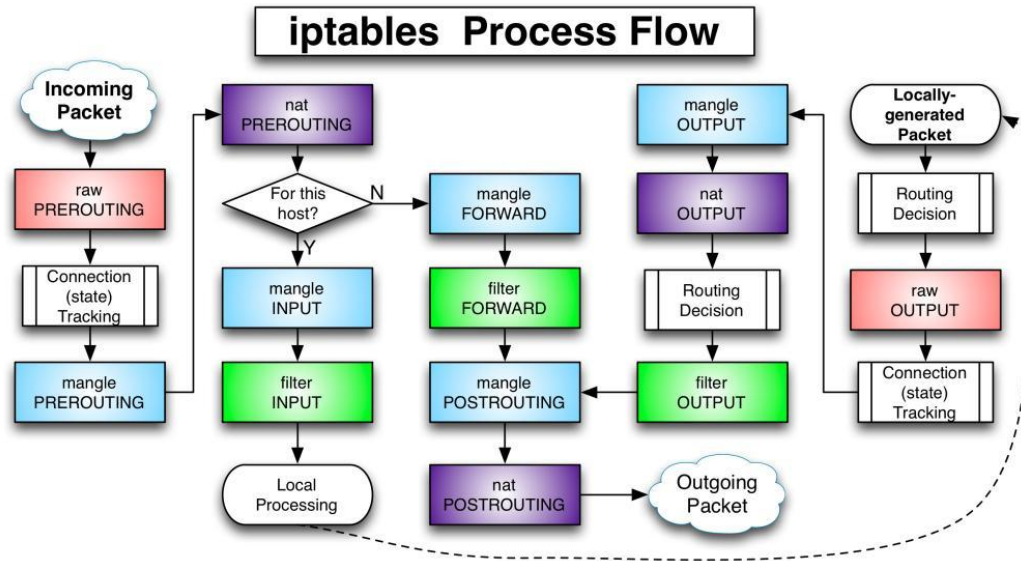 iptables  Process Flow
Incoming
Packet
raw
PREROUTING
Connection
(state)
Tracking
mangle
PREROUTING
nat
PREROUTING
For this
host?
N
Y
mangle
INPUT
filter
INPUT
Local
Processing
mangle
FORWARD
filter
FORWARD
mangle
POSTROUTING
nat
POSTROUTING
Outgoing
Packet
mangle
OUTPUT
nat
OUTPUT
Routing
Decision
filter
OUTPUT
Locally-
generated
Packet
Routing
Decision
raw
OUTPUT
Connection
(state)
Tracking